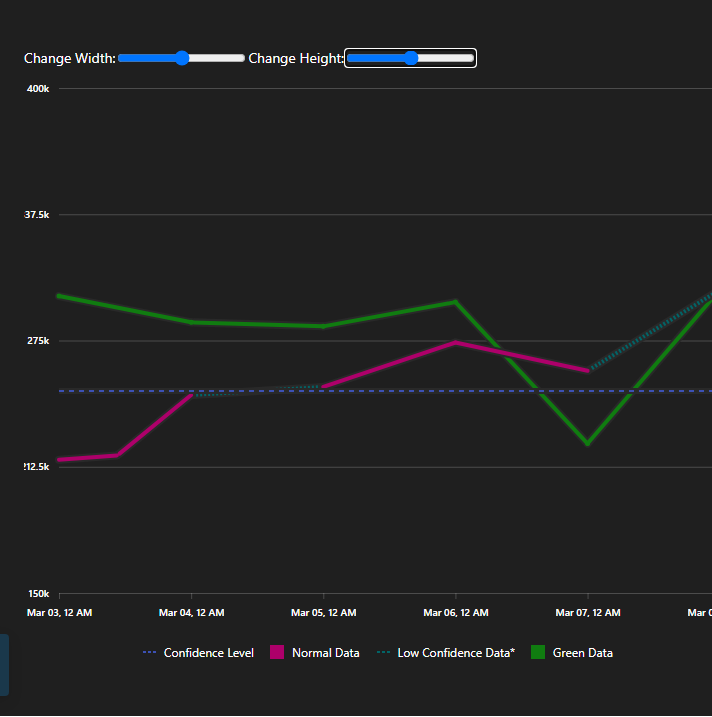 Change Width: Change Height:
400k
37.5k
275k
12.5k
150k
Mar 03, 12 AM Mar 04, 12 AM Mar 05, 12 AM Mar 06, 12 AM Mar 07, 12 AM Mar 0
Confidence Level Normal Data Low Confidence Data* Green Data